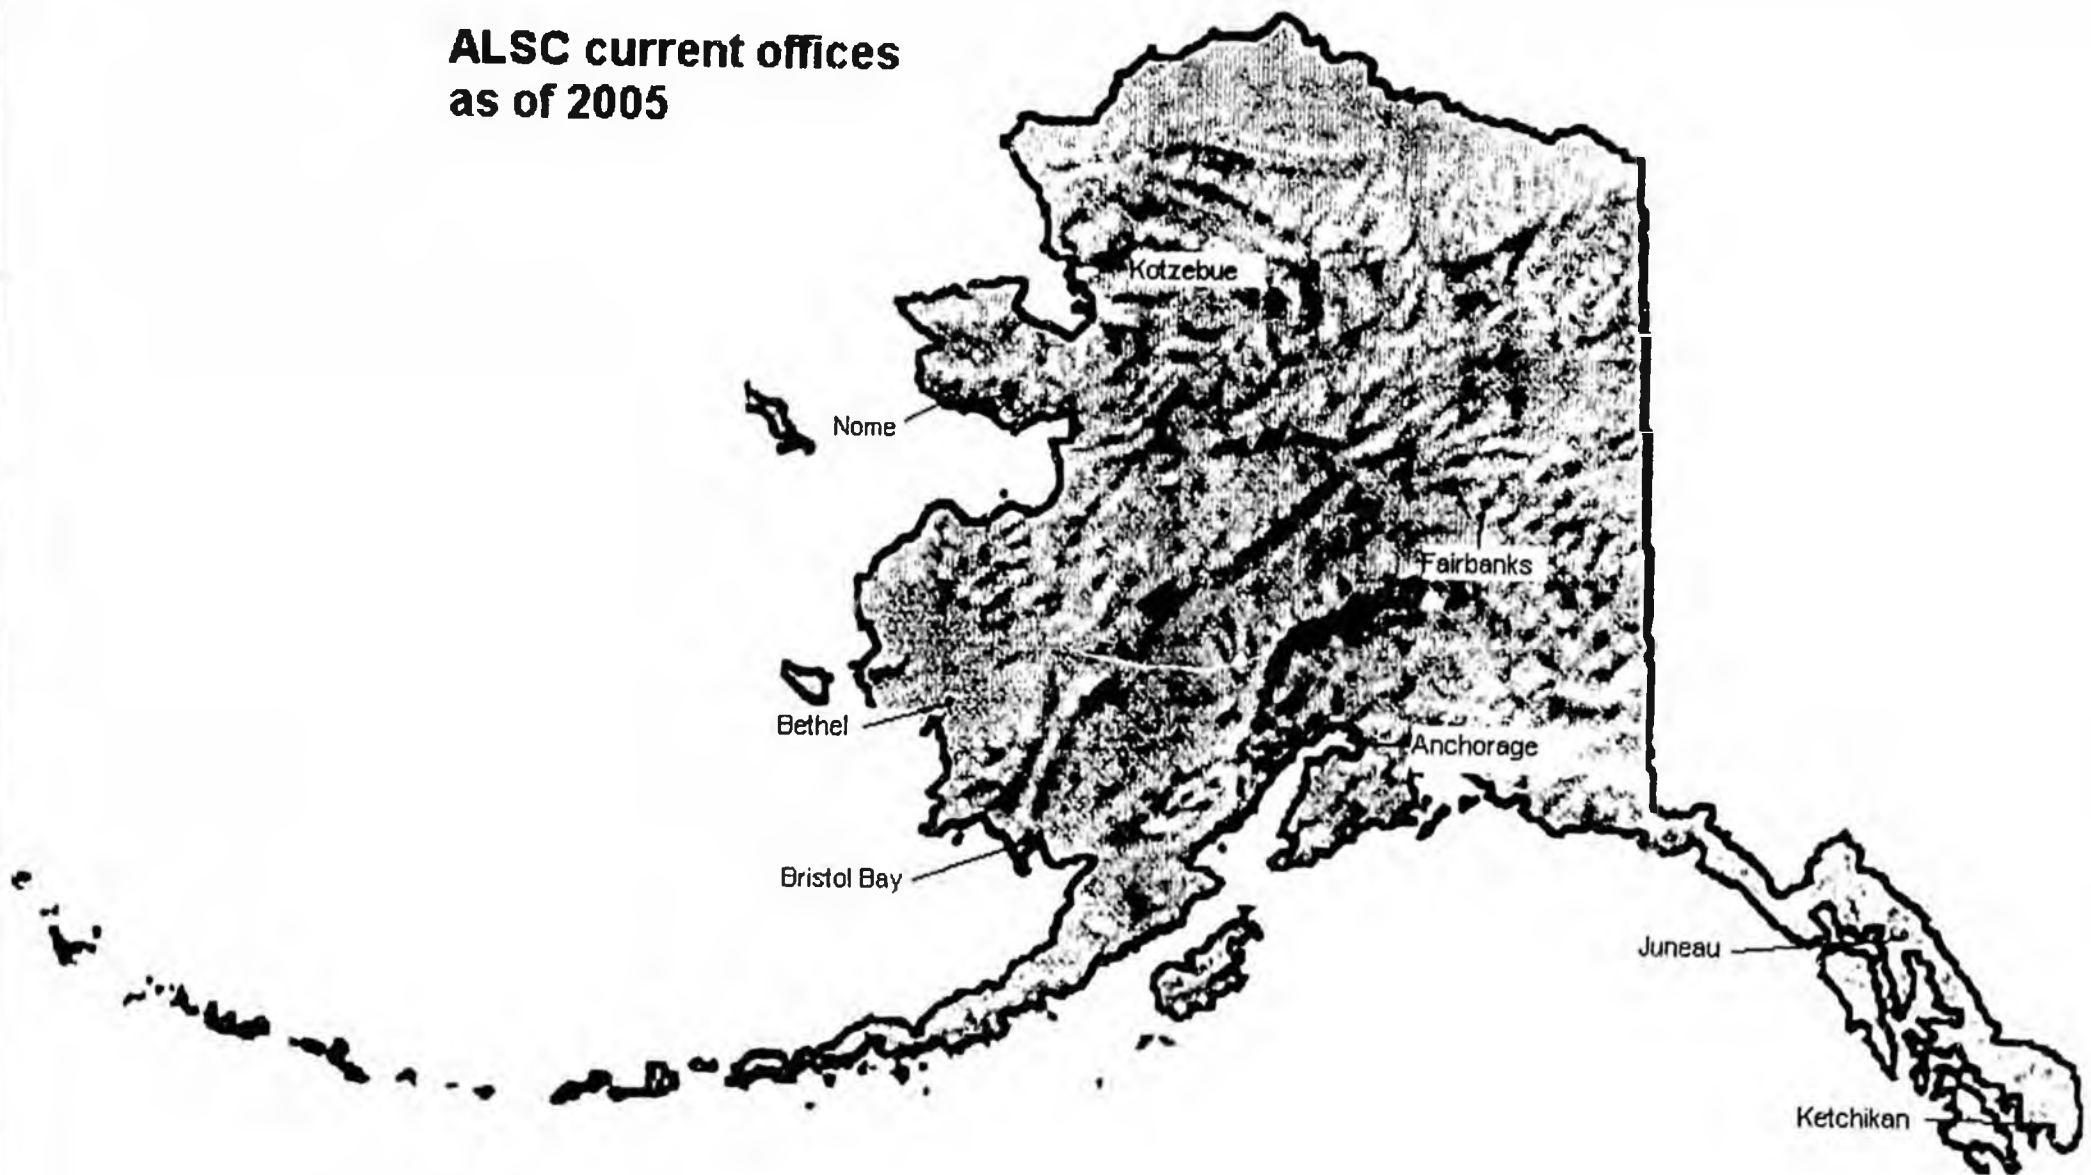 ALSC current offices
as of 2005
Kotzebue
Nome
Fairbanks
Bethel
Anchorage
Bristol Bay
Juneau
Ketchikan